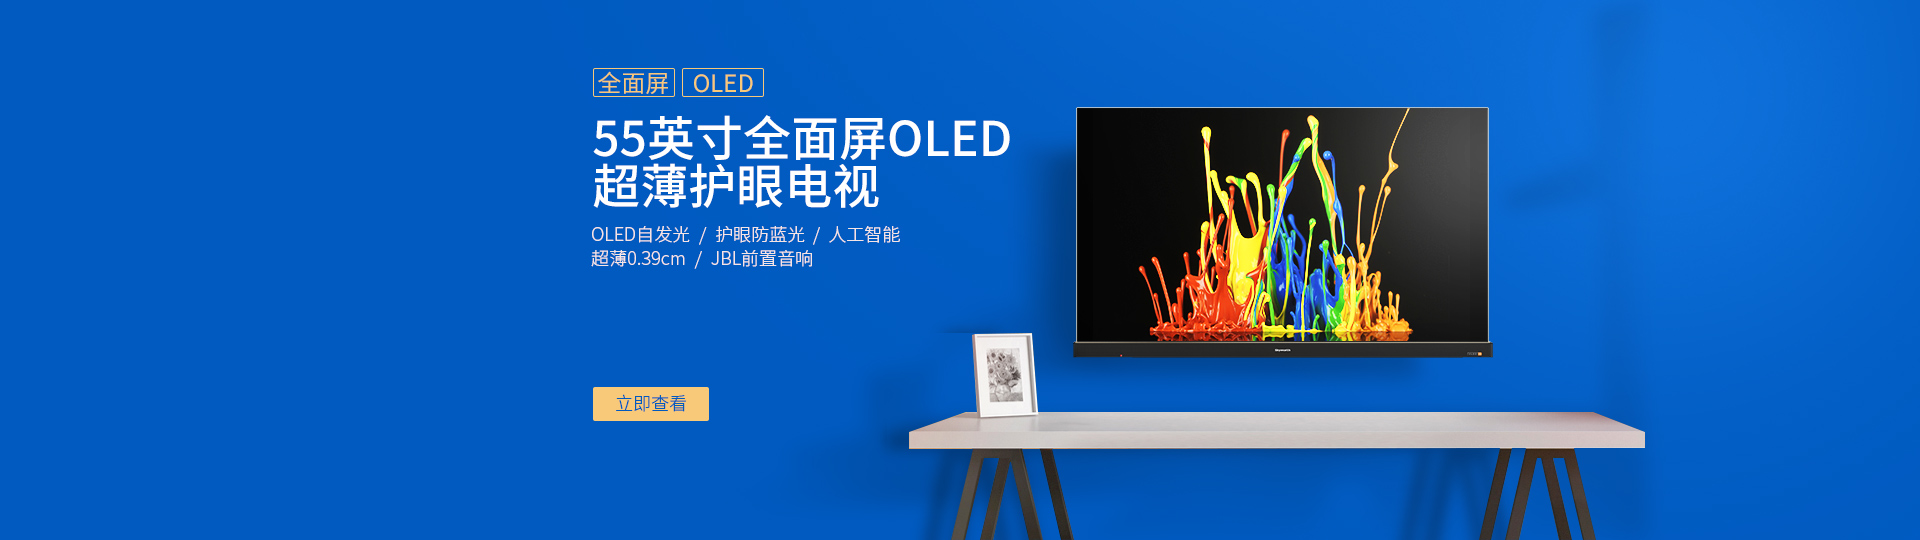 全面屏 OLED
55英寸全面屏OLED
超薄护眼电视
OLED自发光 / 护眼防蓝光 / 人工智能
超薄0.39cm / JBL前置音响
立即查看